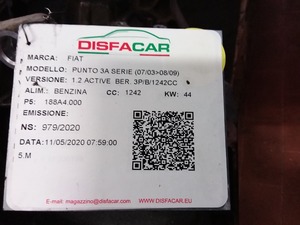 DISFACAR
MARCA: FIAT
MODELLO: PUNTO 3A SERIE (07/03>08/09)
VERSIONE: 1.2 ACTIVE BER. 3P/B/1242CC
ALIM.: BENZINA CC: 1242 KW: 44
P5: 188A4.000
EMISSIONE:
NS: 979/2020
DATA:11/05/2020 07:59:00
5.M
E-mail: magazzino@disfacar.com WWW.DISFACAR.EU